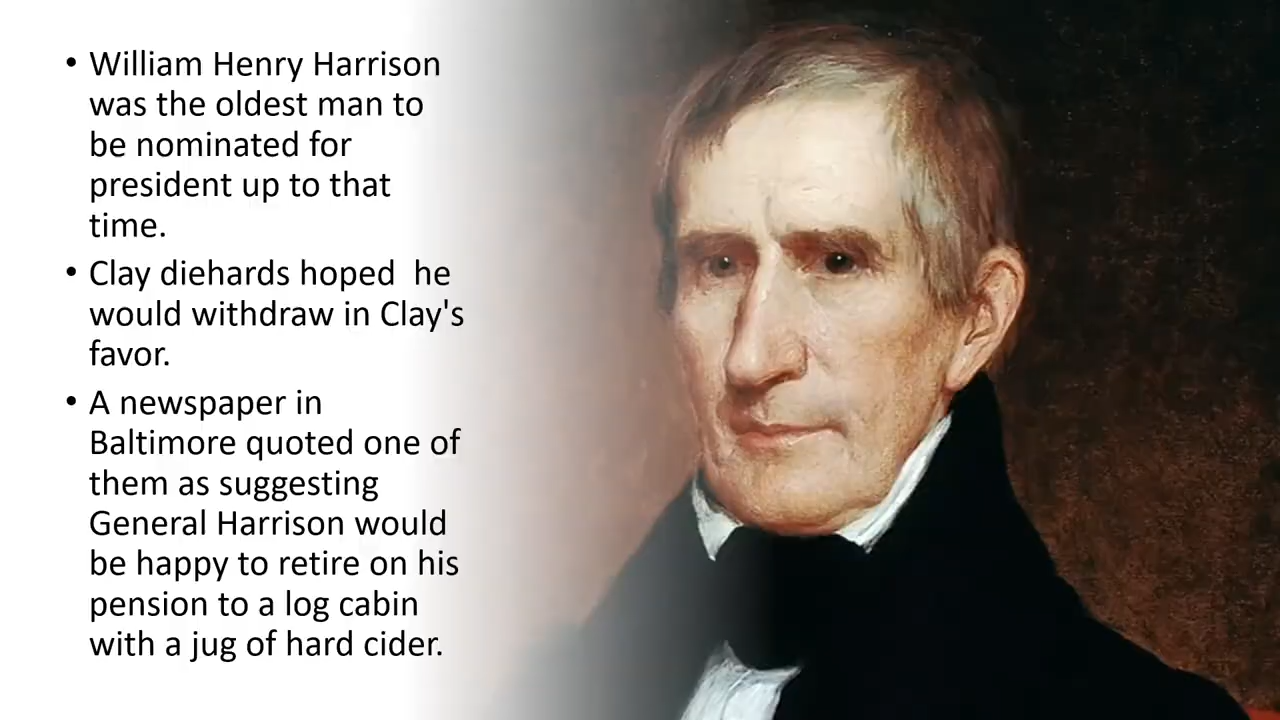 • William Henry Harrison
was the oldest man to
be nominated for
president up to that
time.
• Clay diehards hoped  he
would withdraw in Clay's
favor.
• A newspaper in
Baltimore quoted one of
them as suggesting
General Harrison would
be happy to retire on his
pension to a log cabin
with a jug of hard cider.